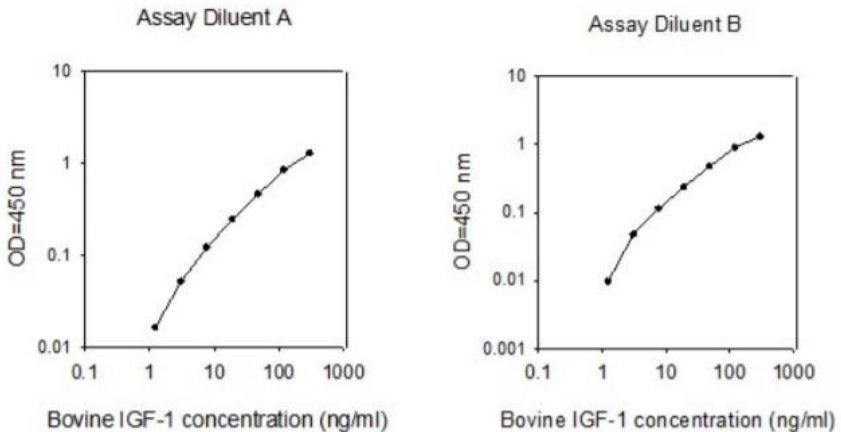 Assay Diluent A
10
1
0.1
0.01
OD=450 nm
0.1 1 10 100 1000
Bovine IGF-1 concentration (ng/ml)
Assay Diluent B
10
1
0.1
0.01
0.001
OD=450 nm
0.1 1 10 100 1000
Bovine IGF-1 concentration (ng/ml)